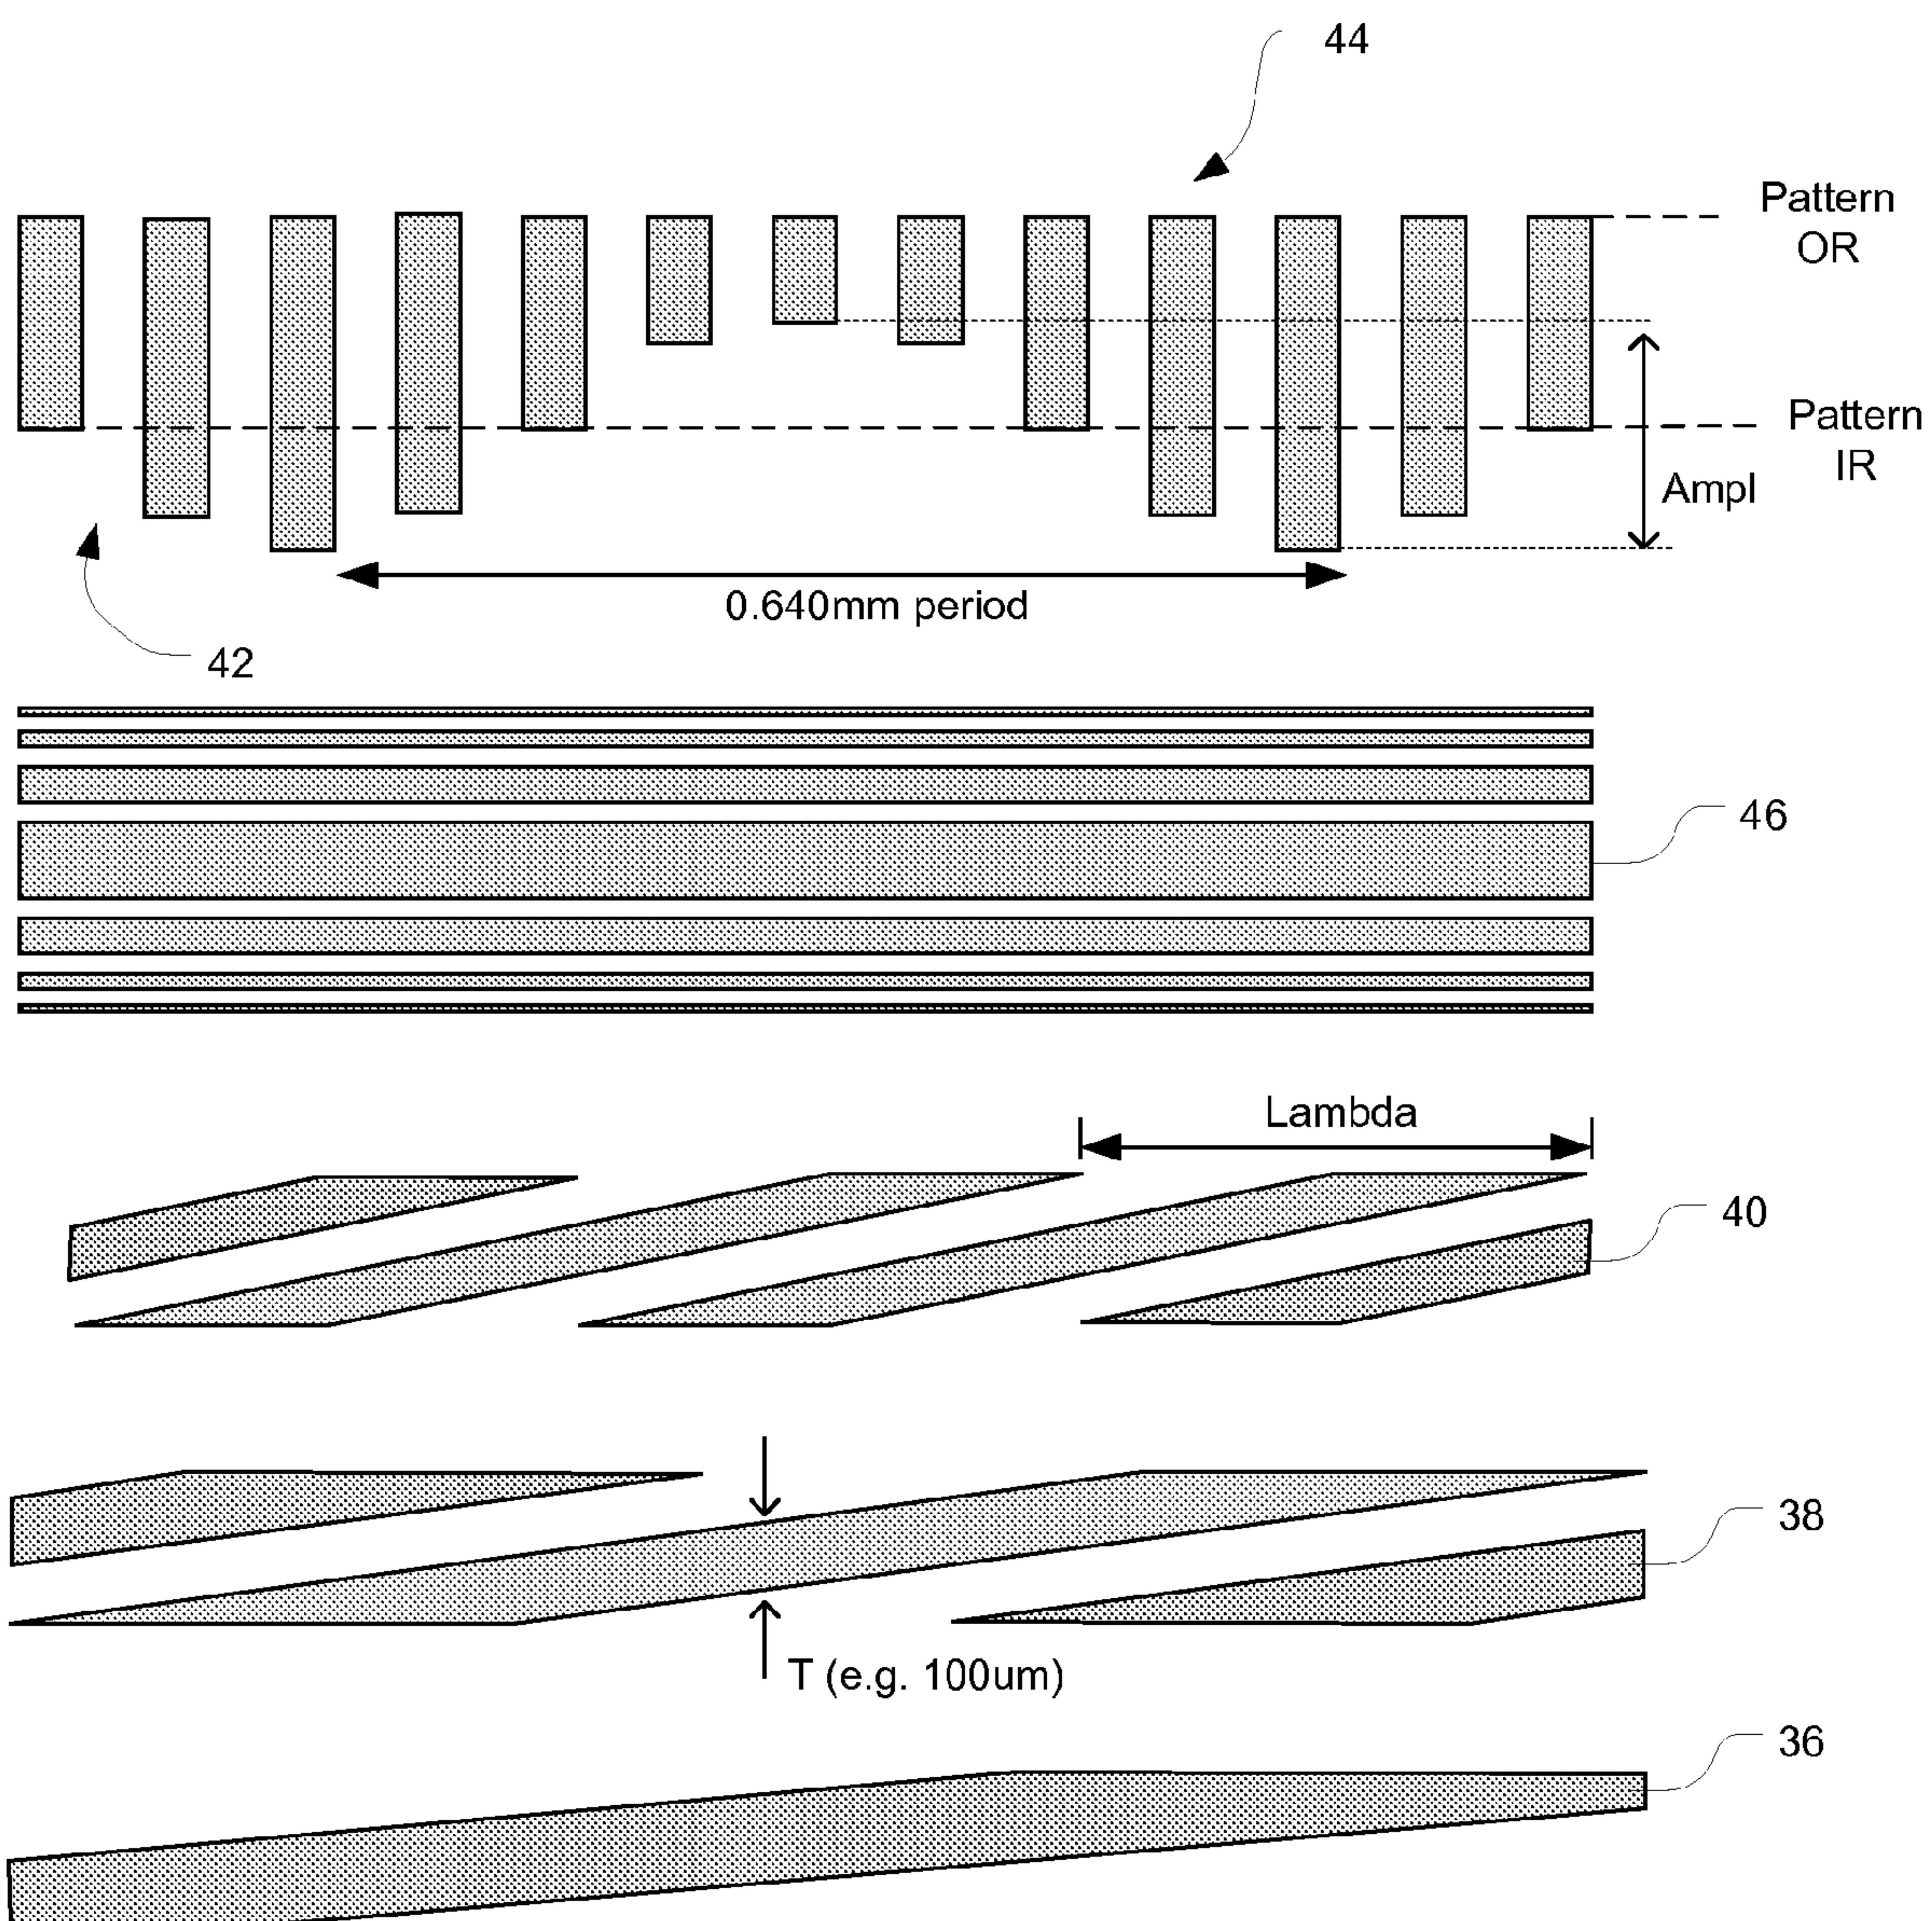 44
Pattern
OR
Pattern
IR
Ampl
0.640mm period
42
46
Lambda
40
38
T (e.g. 100um)
36